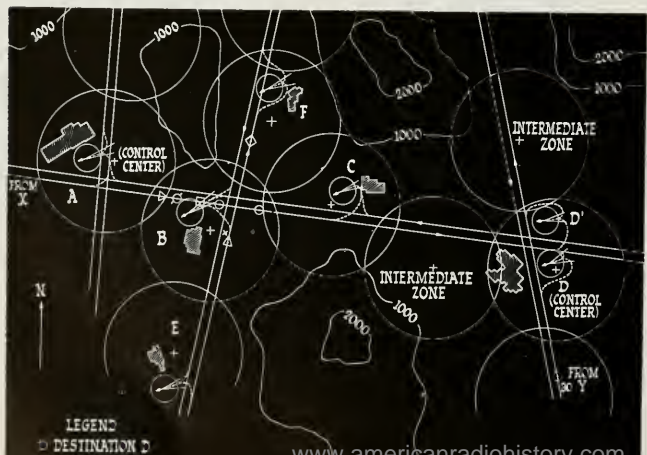 1000
1000
2000
1000
2000
1000
F
INTERMEDIATE
ZONE
(CONTROL
CENTER)
C
FROM
X
A
B
D'
INTERMEDIATE
ZONE
D
(CONTROL
CENTER)
N
1000
2000
E
FROM
Y
LEGEND
D DESTINATION D
www.americanradiohistory.com